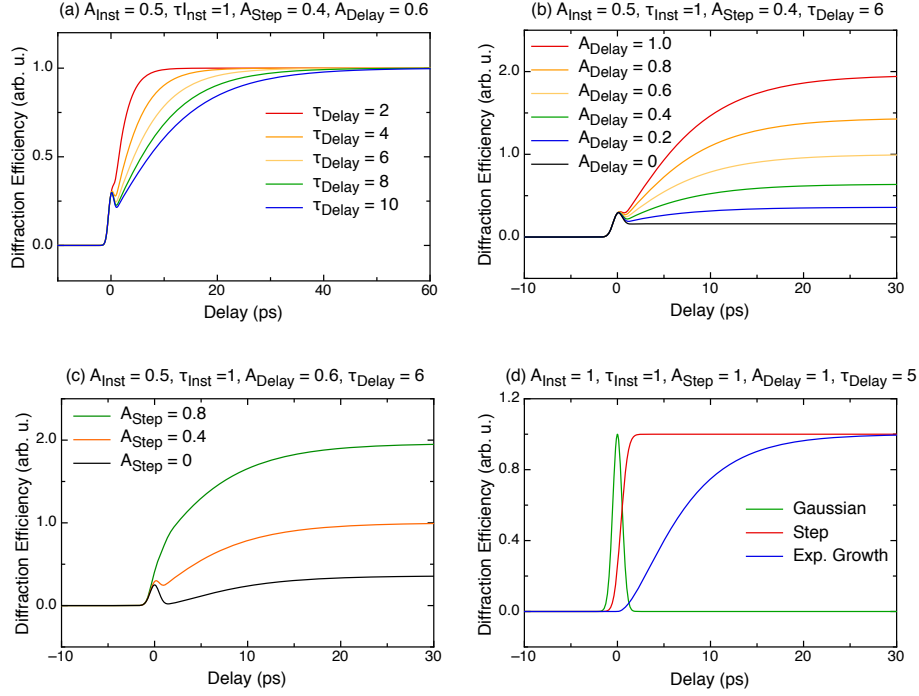 (a) A_Inst = 0.5, τI_nst =1, A_Step = 0.4, A_Delay = 0.6
Diffraction Efficiency (arb. u.)
1.0
0.5
0.0
τ_Delay = 2
τ_Delay = 4
τ_Delay = 6
τ_Delay = 8
τ_Delay = 10
0
20
40
60
Delay (ps)
(b) A_Inst = 0.5, τ_Inst =1, A_Step = 0.4, τ_Delay = 6
Diffraction Efficiency (arb. u.)
2.0
1.0
0.0
A_Delay = 1.0
A_Delay = 0.8
A_Delay = 0.6
A_Delay = 0.4
A_Delay = 0.2
A_Delay = 0
−10
0
10
20
30
Delay (ps)
(c) A_Inst = 0.5, τ_Inst =1, A_Delay = 0.6, τ_Delay = 6
Diffraction Efficiency (arb. u.)
2.0
1.0
0.0
A_Step = 0.8
A_Step = 0.4
A_Step = 0
−10
0
10
20
30
Delay (ps)
(d) A_Inst = 1, τ_Inst =1, A_Step = 1, A_Delay = 1, τ_Delay = 5
Diffraction Efficiency (arb. u.)
1.2
0.8
0.4
0.0
Gaussian
Step
Exp. Growth
−10
0
10
20
30
Delay (ps)